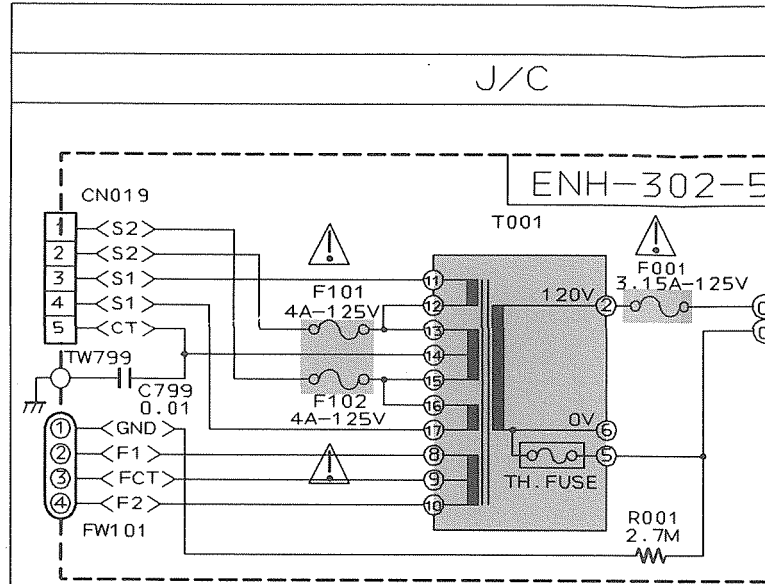 J/C
ENH-302-5
CN019
T001
1 S2
2 S2
3 S1
4 S1
5 CT
F101
4A-125V
F001
3.15A-125V
11
12
13
14
15
16
17
8
9
10
120V 2
0V 6
5
TH.FUSE
F102
4A-125V
TW799
C799
0.01
1 GND
2 F1
3 FCT
4 F2
FW101
R001
2.7M